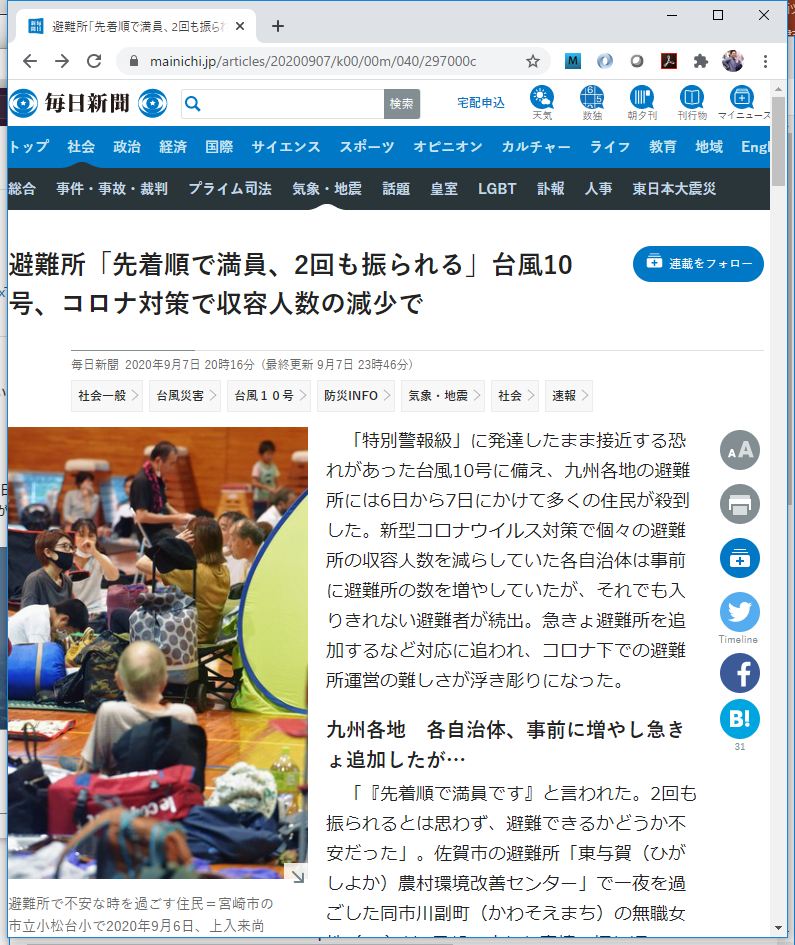 避難所「先着順で満員、2回も振られ
mainichi.jp/articles/20200907/k00/00m/040/297000c
毎日新聞
検索
宅配申込
天気
数独
朝夕刊
刊行物
マイニュース
トップ 社会 政治 経済 国際 サイエンス スポーツ オピニオン カルチャー ライフ 教育 地域 Engl
総合 事件・事故・裁判 プライム司法 気象・地震 話題 皇室 LGBT 訃報 人事 東日本大震災
避難所「先着順で満員、2回も振られる」台風10
号、コロナ対策で収容人数の減少で
連載をフォロー
毎日新聞 2020年9月7日 20時16分 (最終更新 9月7日 23時46分)
社会一般
台風災害
台風１０号
防災INFO
気象・地震
社会
速報
「特別警報級」に発達したまま接近する恐
れがあった台風10号に備え、九州各地の避難
所には6日から7日にかけて多くの住民が殺到
した。新型コロナウイルス対策で個々の避難
所の収容人数を減らしていた各自治体は事前
に避難所の数を増やしていたが、それでも入
りきれない避難者が続出。急きょ避難所を追
加するなど対応に追われ、コロナ下での避難
所運営の難しさが浮き彫りになった。
九州各地　各自治体、事前に増やし急き
ょ追加したが…
「『先着順で満員です』と言われた。2回も
振られるとは思わず、避難できるかどうか不
安だった」。佐賀市の避難所「東与賀（ひが
しよか）農村環境改善センター」で一夜を過
ごした同市川副町（かわそえまち）の無職女
避難所で不安な時を過ごす住民＝宮崎市の
市立小松台小で2020年9月6日、上入来尚
AA
Timeline
B!
31